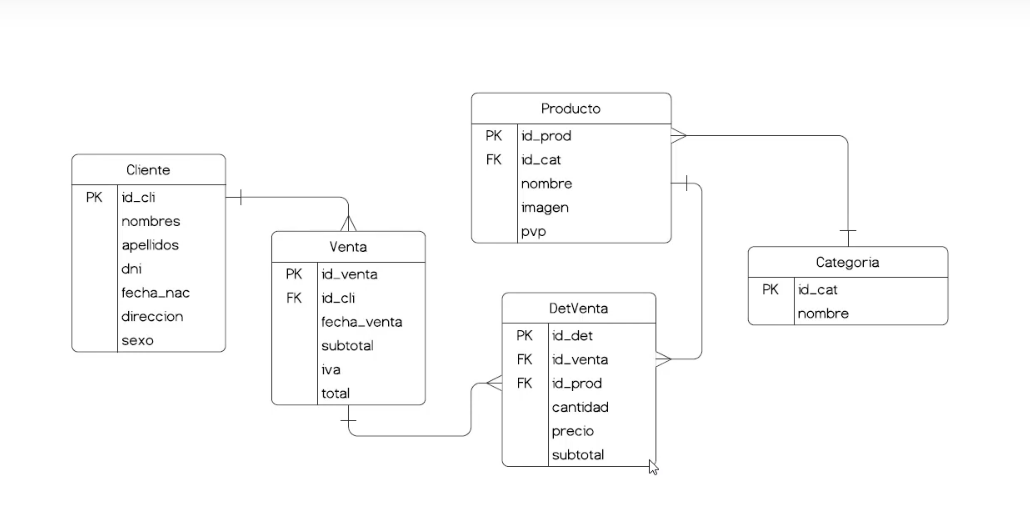 Cliente
PK id_cli
nombres
apellidos
dni
fecha_nac
direccion
sexo
Venta
PK id_venta
FK id_cli
fecha_venta
subtotal
iva
total
Producto
PK id_prod
FK id_cat
nombre
imagen
pvp
DetVenta
PK id_det
FK id_venta
FK id_prod
cantidad
precio
subtotal
Categoria
PK id_cat
nombre